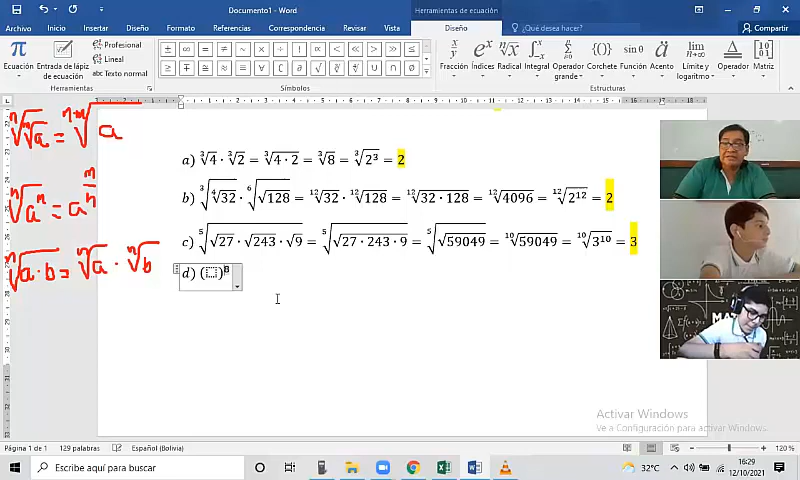 Documento1 - Word
Herramientas de ecuación
Archivo Inicio Insertar Dibujar Disposición Referencias Correspondencia Revisar Vista Diseño ¿Qué desea hacer? Compartir
π Ecuación Entrada de lápiz de ecuación Profesional Lineal abc Texto normal
± ∞ = ≠ ~ × ÷ ! ∝ < ≪ > ≫ ≤
Fracción Índices Radical Integral Operador grande Corchete Función Acento Límite y logaritmo Operador Matriz
Herramientas Símbolos Estructuras
a) ∛4 · ∛2 = ∛(4 · 2) = ∛8 = ∛(2³) = 2
b) ∛(∜32) · ⁶√(√128) = ¹²√32 · ¹²√128 = ¹²√(32 · 128) = ¹²√4096 = ¹²√(2¹²) = 2
c) ⁵√(√27 · √243 · √9) = ⁵√(√(27 · 243 · 9)) = ⁵√(√59049) = ¹⁰√59049 = ¹⁰√(3¹⁰) = 3
d) ( )⁸
ⁿ√(ᵐ√a) = ⁿ·ᵐ√a
ⁿ√(aᵐ) = a^(m/n)
ⁿ√(a·b) = ⁿ√a · ⁿ√b
MAT
Activar Windows
Ve a Configuración para activar Windows.
Página 1 de 1 129 palabras Español (Bolivia) 120 %
Escribe aquí para buscar
32°C
16:29
12/10/2021